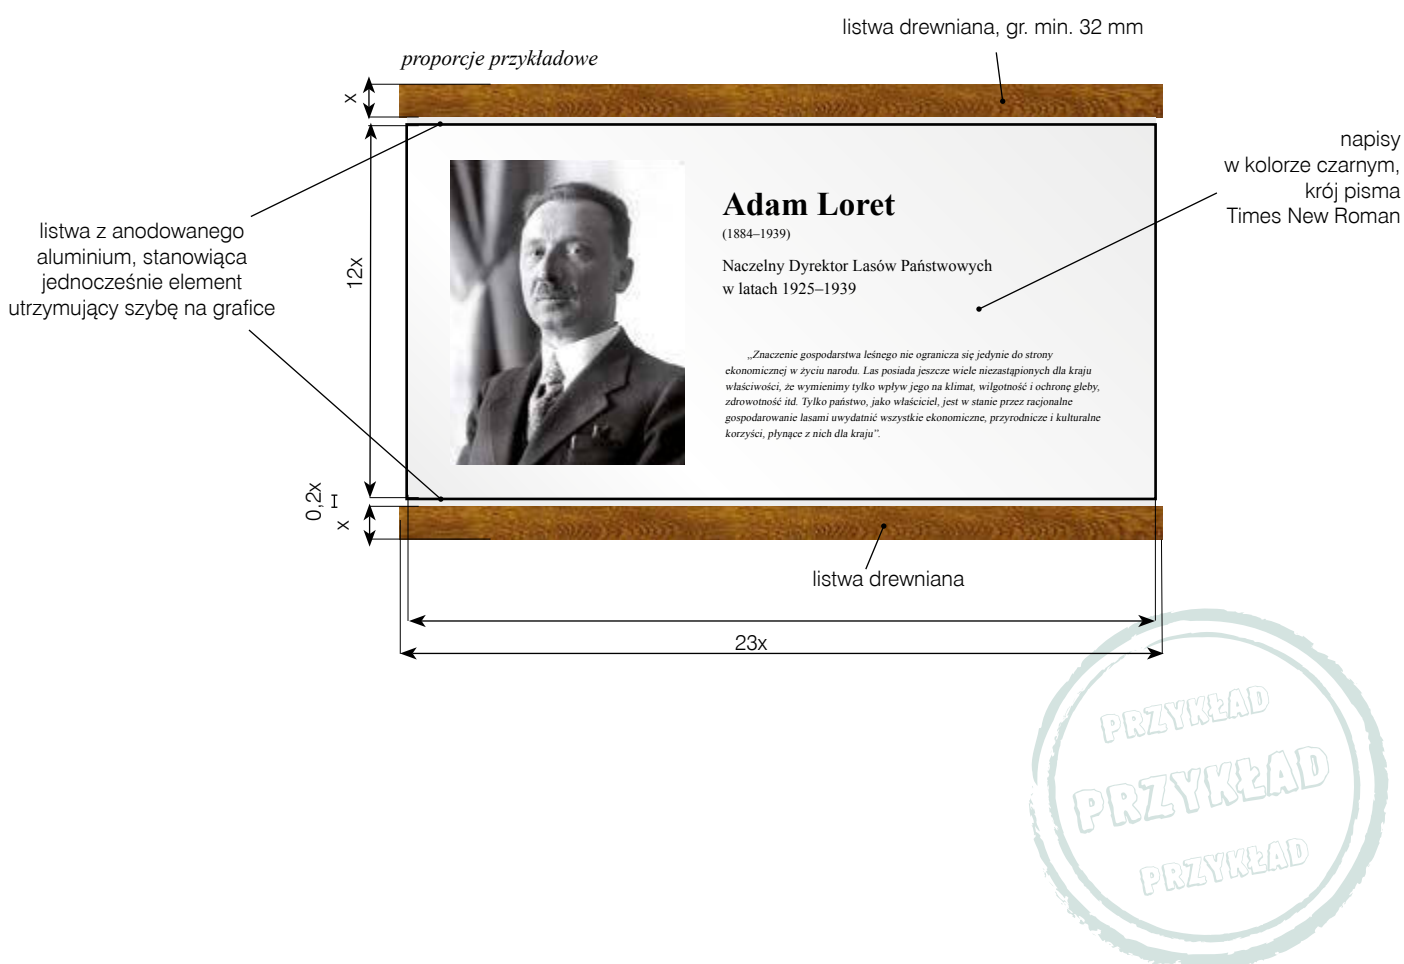 listwa drewniana, gr. min. 32 mm
proporcje przykładowe
x
napisy
w kolorze czarnym,
krój pisma
Times New Roman
listwa z anodowanego
aluminium, stanowiąca
jednocześnie element
utrzymujący szybę na grafice
12x
Adam Loret
(1884–1939)
Naczelny Dyrektor Lasów Państwowych
w latach 1925–1939
„Znaczenie gospodarstwa leśnego nie ogranicza się jedynie do strony
ekonomicznej w życiu narodu. Las posiada jeszcze wiele niezastąpionych dla kraju
właściwości, że wymienimy tylko wpływ jego na klimat, wilgotność i ochronę gleby,
zdrowotność itd. Tylko państwo, jako właściciel, jest w stanie przez racjonalne
gospodarowanie lasami uwydatnić wszystkie ekonomiczne, przyrodnicze i kulturalne
korzyści, płynące z nich dla kraju”.
0,2x
x
listwa drewniana
23x
PRZYKŁAD
PRZYKŁAD
PRZYKŁAD